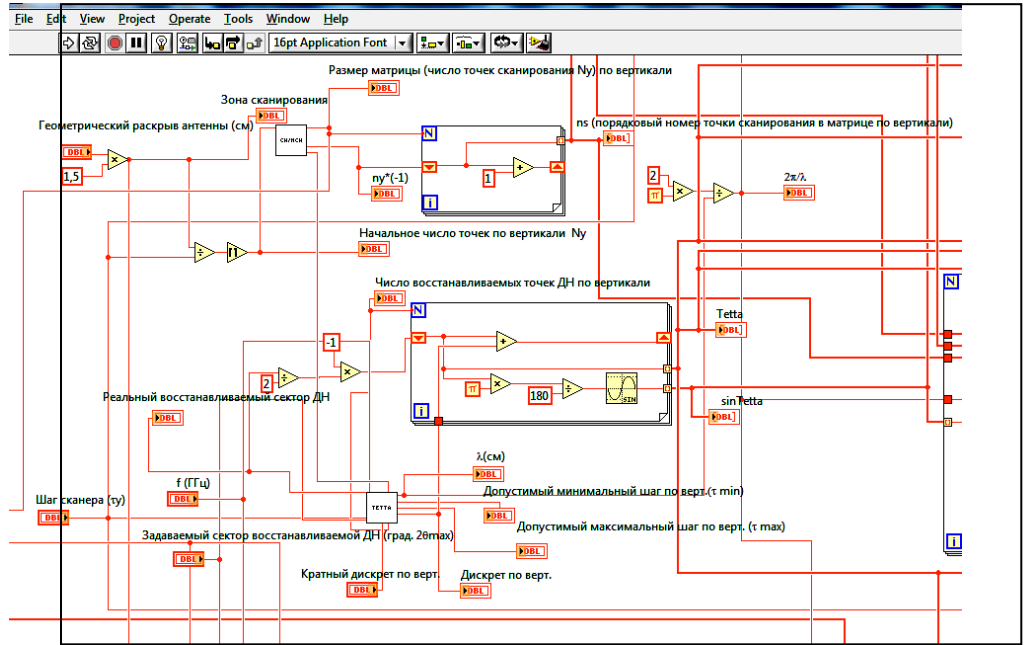 File Edit View Project Operate Tools Window Help
16pt Application Font
Размер матрицы (число точек сканирования Ny) по вертикали
DBL
Зона сканирования
DBL
Геометрический раскрыв антенны (см)
ns (порядковый номер точки сканирования в матрице по вертикали)
DBL
N
DBL]
1,5
ny*(-1)
DBL
1
2
π
2π/λ
DBL
i
Начальное число точек по вертикали Ny
DBL
Число восстанавливаемых точек ДН по вертикали
DBL
N
N
Tetta
DBL]
-1
2
π
180
SIN
Реальный восстанавливаемый сектор ДН
DBL
i
sinTetta
DBL]
λ(см)
DBL
f (ГГц)
DBL
Шаг сканера (τy)
DBL
TETTA
Допустимый минимальный шаг по верт.(τ min)
DBL
Допустимый максимальный шаг по верт. (τ max)
DBL
Задаваемый сектор восстанавливаемой ДН (град. 2θmax)
DBL
i
Кратный дискрет по верт.
DBL
Дискрет по верт.
DBL